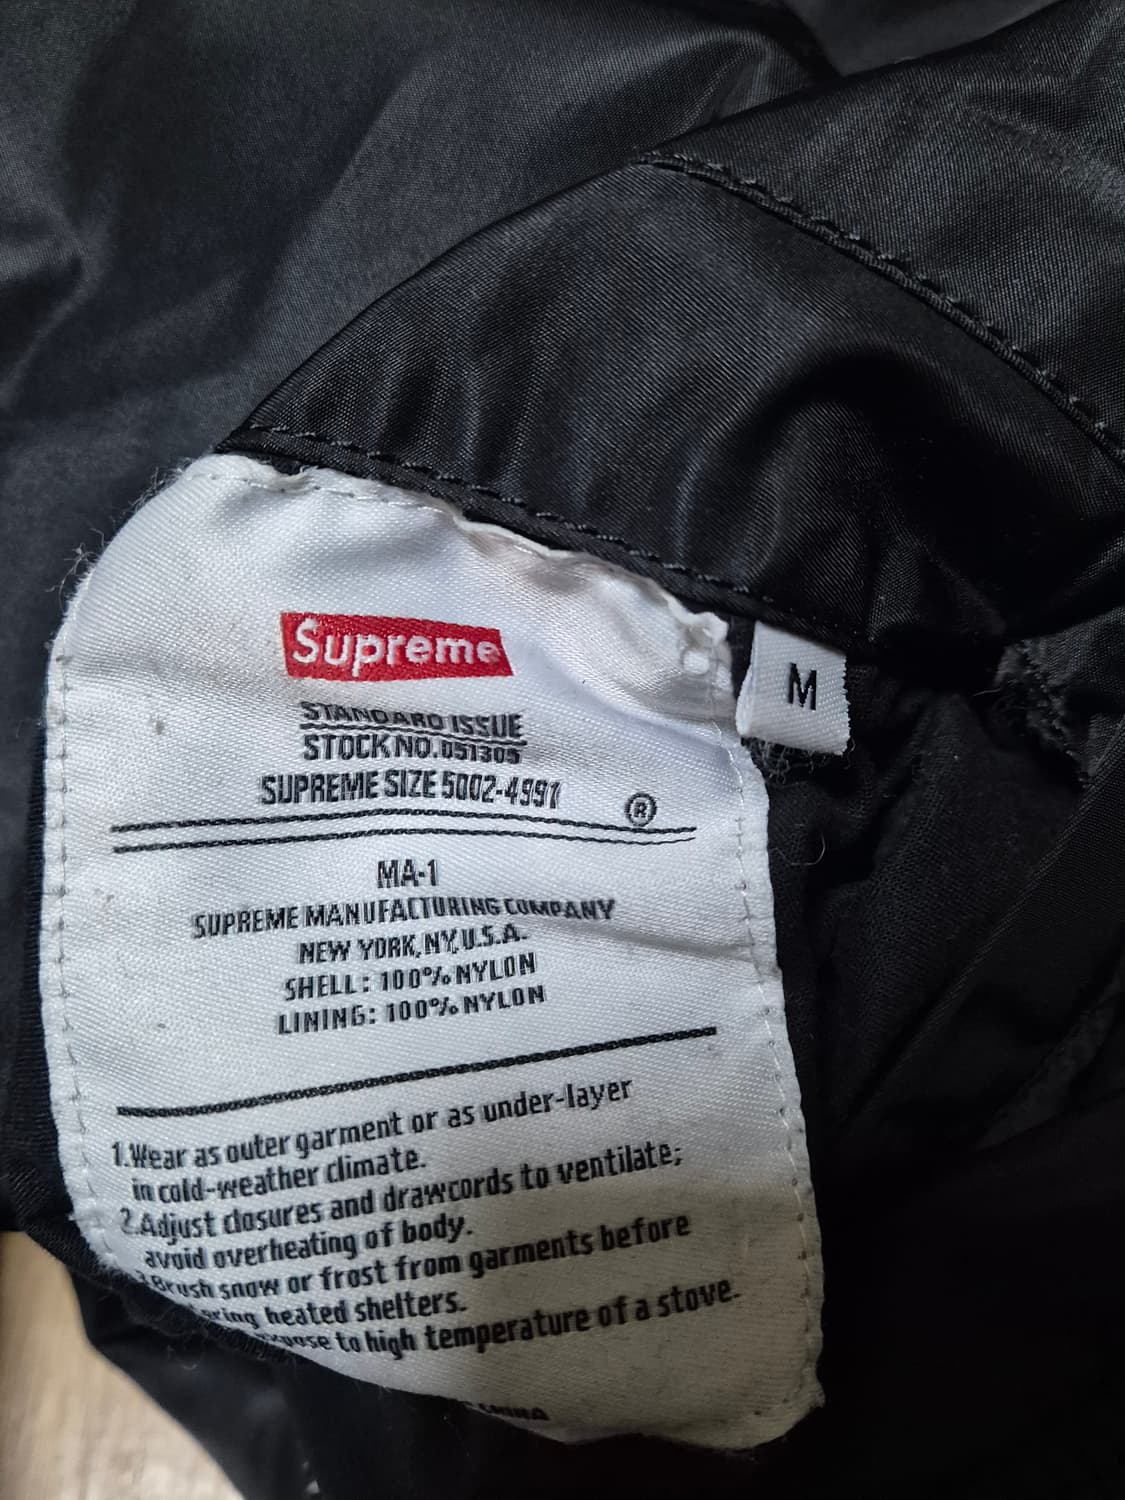 Supreme
STANDARD ISSUE
STOCK NO. 051305
SUPREME SIZE 5002-4991
®
M
MA-1
SUPREME MANUFACTURING COMPANY
NEW YORK, NY, U.S.A.
SHELL: 100% NYLON
LINING: 100% NYLON
1.Wear as outer garment or as under-layer
in cold-weather climate.
2.Adjust closures and drawcords to ventilate;
avoid overheating of body.
3.Brush snow or frost from garments before
heated shelters.
to high temperature of a stove.
CHINA